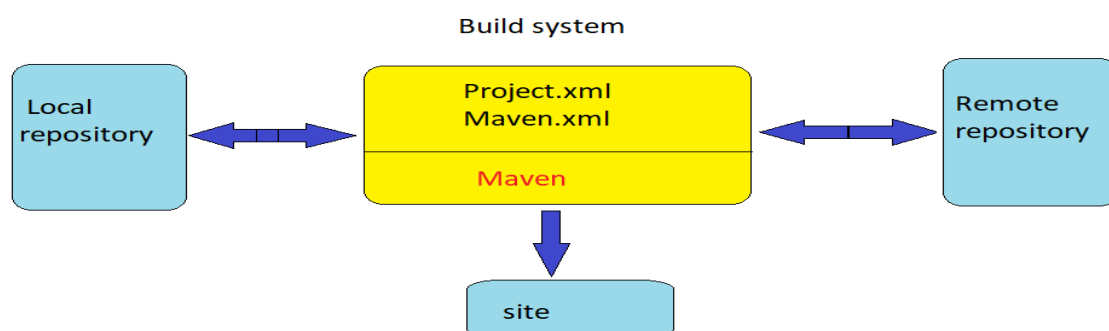 Build system
Local
repository
Project.xml
Maven.xml
Maven
Remote
repository
site